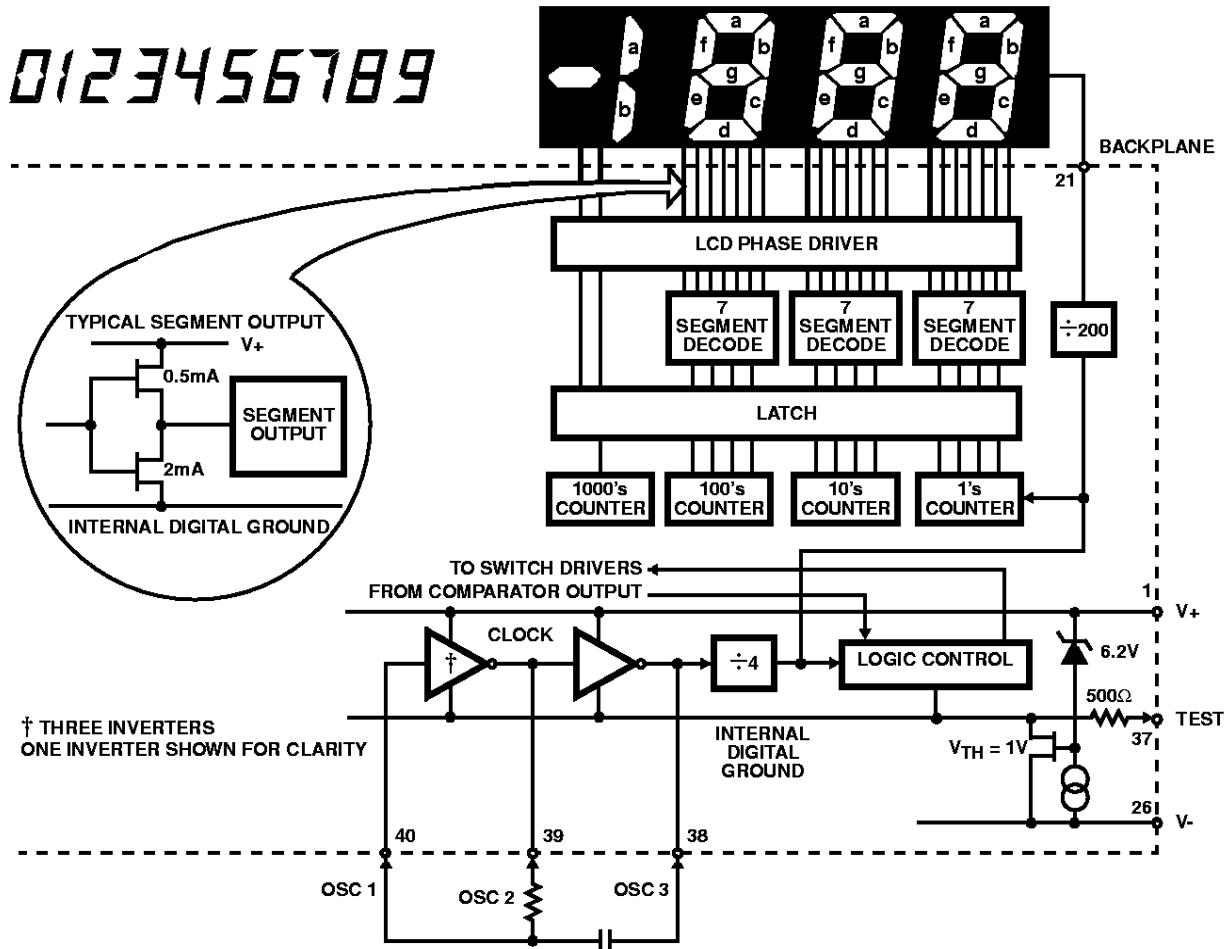 0123456789
a
b
a
f
b
g
e
c
d
a
f
b
g
e
c
d
a
f
b
g
e
c
d
BACKPLANE
21
LCD PHASE DRIVER
7
SEGMENT
DECODE
7
SEGMENT
DECODE
7
SEGMENT
DECODE
÷200
TYPICAL SEGMENT OUTPUT
V+
0.5mA
SEGMENT
OUTPUT
2mA
INTERNAL DIGITAL GROUND
LATCH
1000's
COUNTER
100's
COUNTER
10's
COUNTER
1's
COUNTER
TO SWITCH DRIVERS
FROM COMPARATOR OUTPUT
1
V+
CLOCK
†
÷4
LOGIC CONTROL
6.2V
500Ω
TEST
37
† THREE INVERTERS
ONE INVERTER SHOWN FOR CLARITY
INTERNAL
DIGITAL
GROUND
VTH = 1V
26
V-
40
39
38
OSC 1
OSC 2
OSC 3